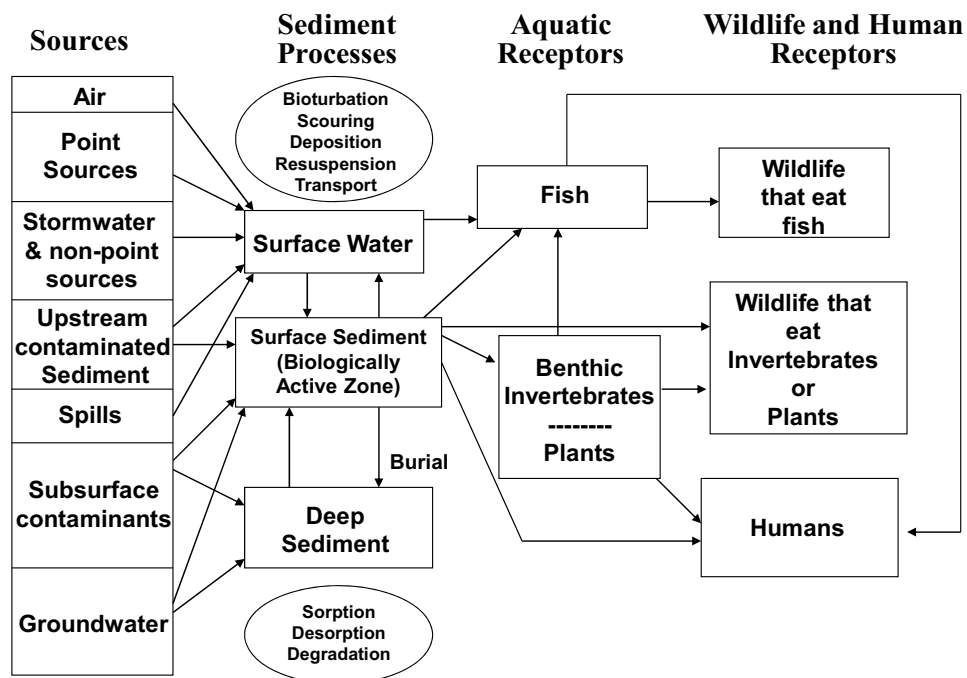 Sources
Sediment
Processes
Aquatic
Receptors
Wildlife and Human
Receptors
Air
Point
Sources
Stormwater
& non-point
sources
Upstream
contaminated
Sediment
Spills
Subsurface
contaminants
Groundwater
Bioturbation
Scouring
Deposition
Resuspension
Transport
Surface Water
Surface Sediment
(Biologically
Active Zone)
Burial
Deep
Sediment
Sorption
Desorption
Degradation
Fish
Benthic
Invertebrates
--------
Plants
Wildlife
that eat
fish
Wildlife that
eat
Invertebrates
or
Plants
Humans